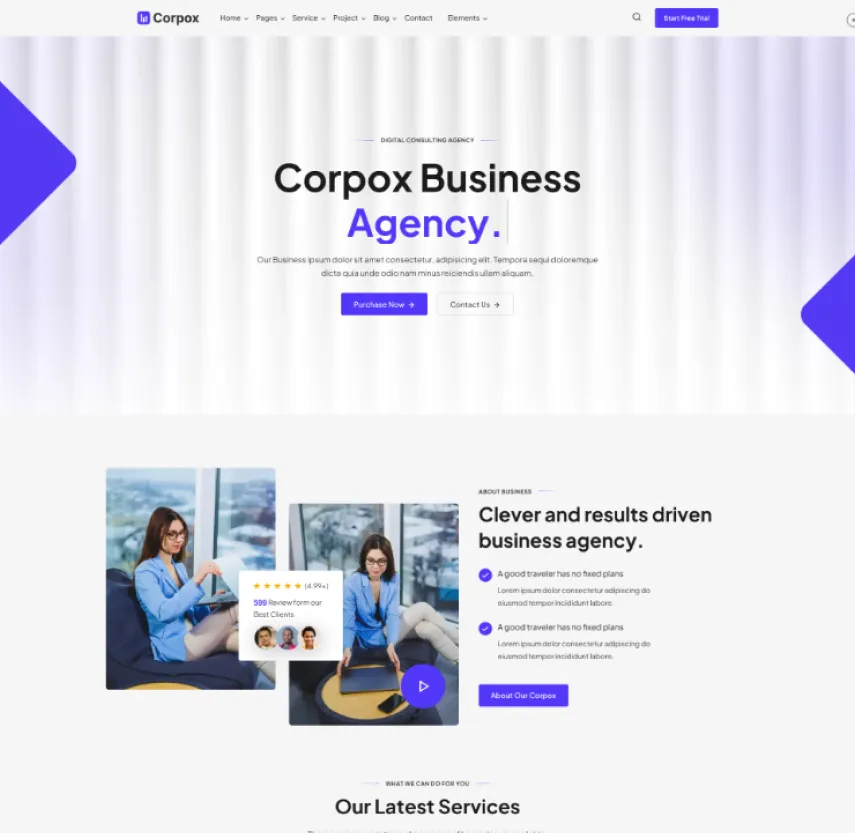 Corpox
Home Pages Service Project Blog Contact Elements
Start Free Trial
DIGITAL CONSULTING AGENCY
Corpox Business
Agency.
Our Business ipsum dolor sit amet consectetur, adipisicing elit. Tempora sequi doloremque
dicta quia unde odio nam minus reiciendis ullam aliquam.
Purchase Now → Contact Us →
ABOUT BUSINESS
Clever and results driven
business agency.
A good traveler has no fixed plans
Lorem ipsum dolor consectetur adipiscing do
eiusmod tempor incididunt labore.
A good traveler has no fixed plans
Lorem ipsum dolor consectetur adipiscing do
eiusmod tempor incididunt labore.
About Our Corpox
★ ★ ★ ★ ★ (4.99+)
599 Review form our
Best Clients
WHAT WE CAN DO FOR YOU
Our Latest Services